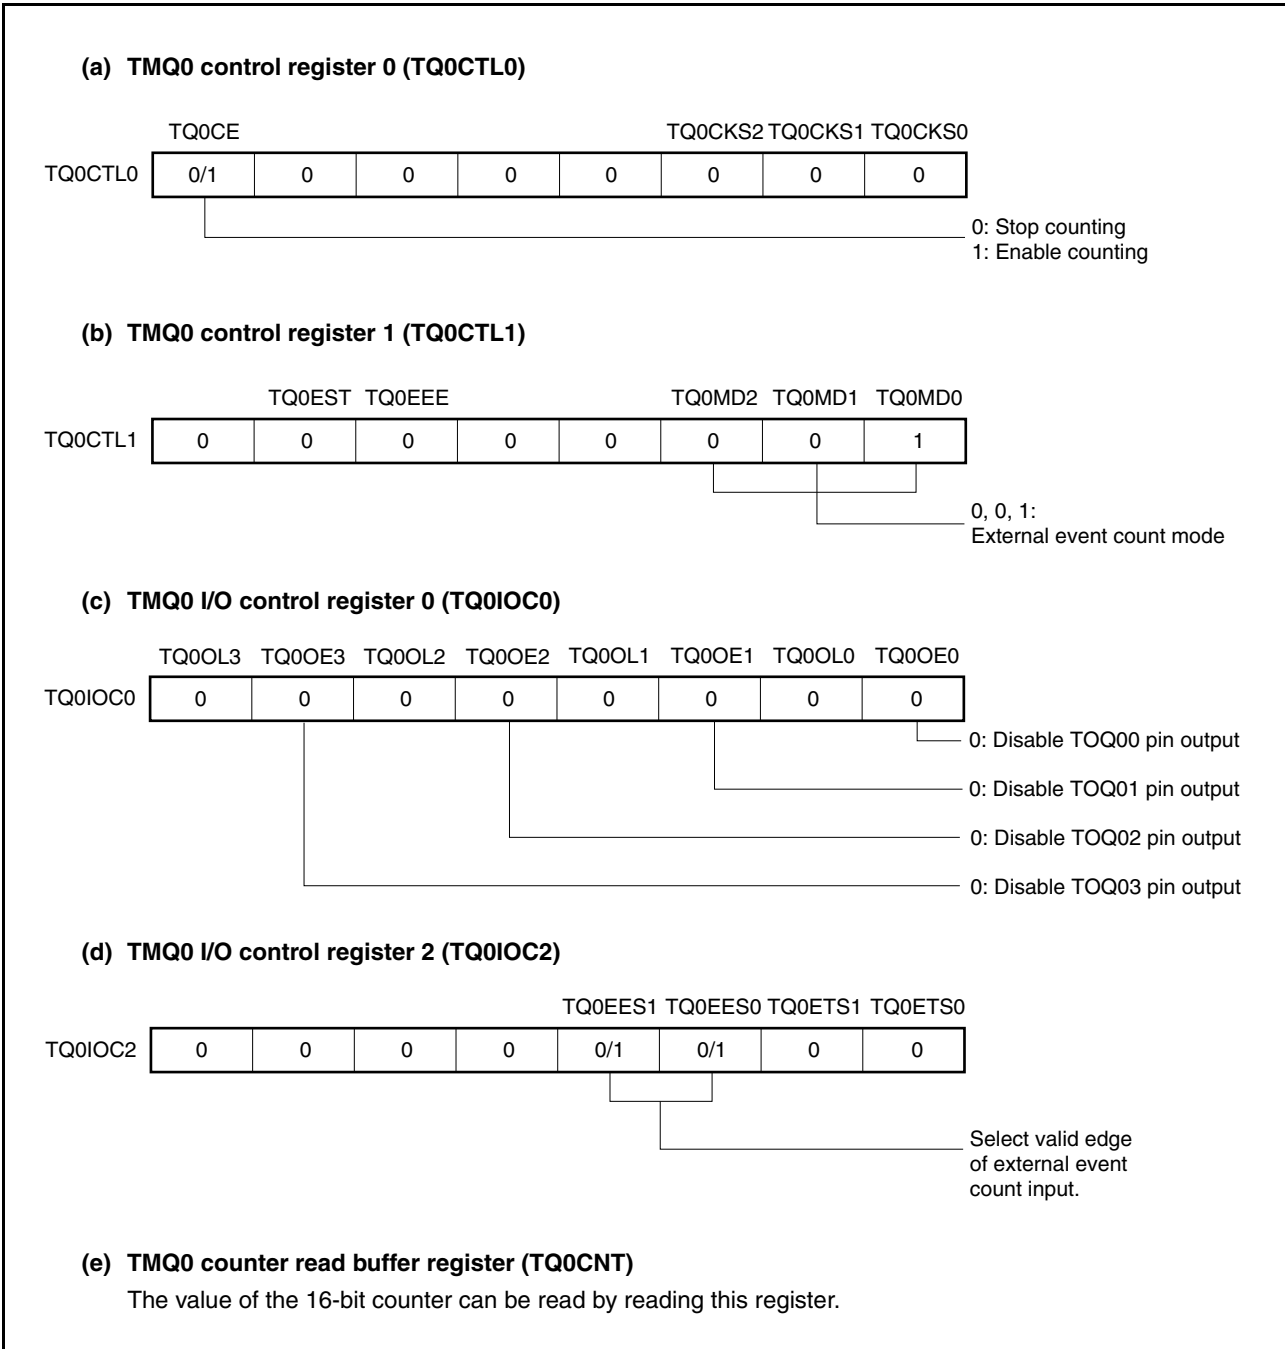 (a) TMQ0 control register 0 (TQ0CTL0)
TQ0CE TQ0CKS2 TQ0CKS1 TQ0CKS0
TQ0CTL0 0/1 0 0 0 0 0 0 0
0: Stop counting
1: Enable counting
(b) TMQ0 control register 1 (TQ0CTL1)
TQ0EST TQ0EEE TQ0MD2 TQ0MD1 TQ0MD0
TQ0CTL1 0 0 0 0 0 0 0 1
0, 0, 1:
External event count mode
(c) TMQ0 I/O control register 0 (TQ0IOC0)
TQ0OL3 TQ0OE3 TQ0OL2 TQ0OE2 TQ0OL1 TQ0OE1 TQ0OL0 TQ0OE0
TQ0IOC0 0 0 0 0 0 0 0 0
0: Disable TOQ00 pin output
0: Disable TOQ01 pin output
0: Disable TOQ02 pin output
0: Disable TOQ03 pin output
(d) TMQ0 I/O control register 2 (TQ0IOC2)
TQ0EES1 TQ0EES0 TQ0ETS1 TQ0ETS0
TQ0IOC2 0 0 0 0 0/1 0/1 0 0
Select valid edge
of external event
count input.
(e) TMQ0 counter read buffer register (TQ0CNT)
The value of the 16-bit counter can be read by reading this register.